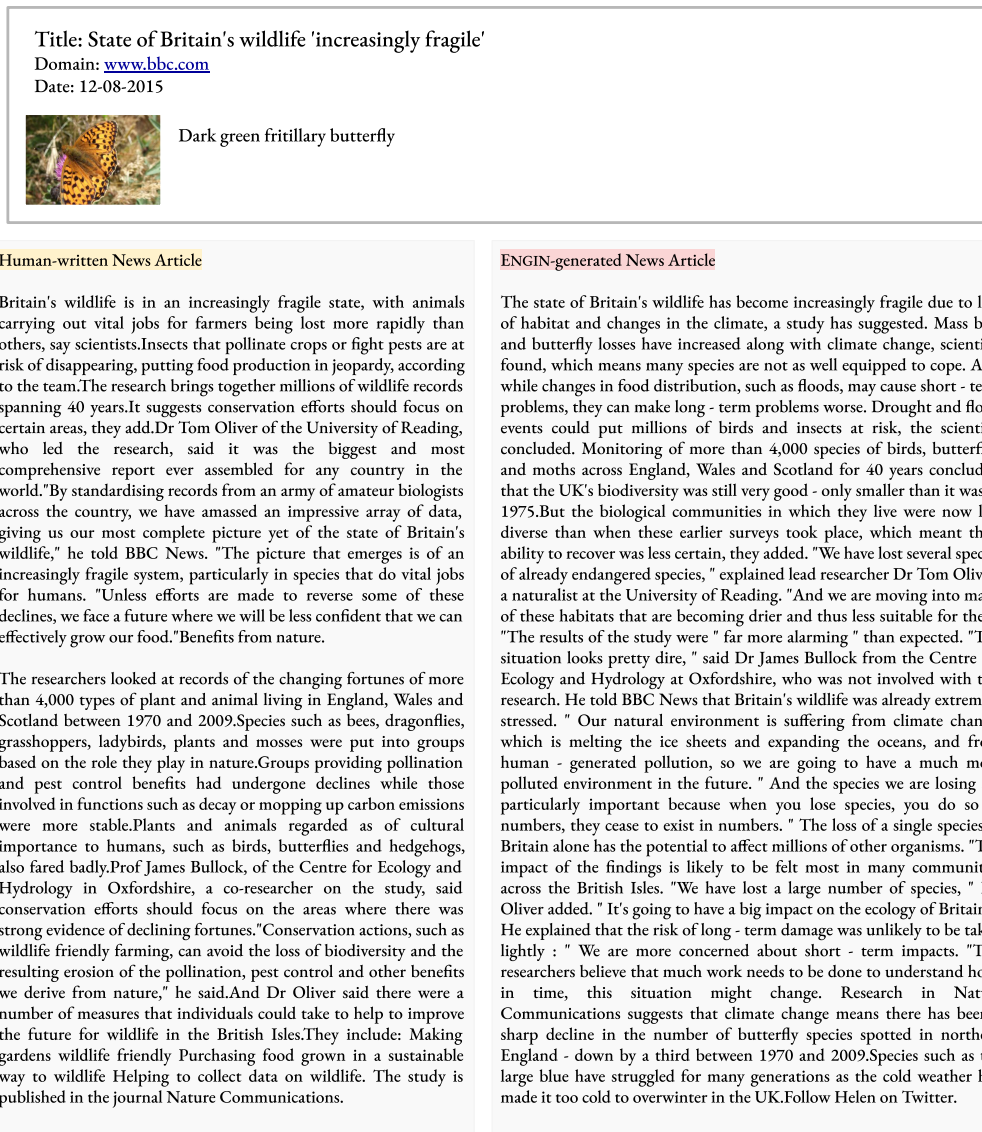 Title: State of Britain's wildlife 'increasingly fragile'
Domain: www.bbc.com
Date: 12-08-2015
Dark green fritillary butterfly
Human-written News Article
Britain's wildlife is in an increasingly fragile state, with animals
carrying out vital jobs for farmers being lost more rapidly than
others, say scientists.Insects that pollinate crops or fight pests are at
risk of disappearing, putting food production in jeopardy, according
to the team.The research brings together millions of wildlife records
spanning 40 years.It suggests conservation efforts should focus on
certain areas, they add.Dr Tom Oliver of the University of Reading,
who led the research, said it was the biggest and most
comprehensive report ever assembled for any country in the
world."By standardising records from an army of amateur biologists
across the country, we have amassed an impressive array of data,
giving us our most complete picture yet of the state of Britain's
wildlife," he told BBC News. "The picture that emerges is of an
increasingly fragile system, particularly in species that do vital jobs
for humans. "Unless efforts are made to reverse some of these
declines, we face a future where we will be less confident that we can
effectively grow our food."Benefits from nature.
The researchers looked at records of the changing fortunes of more
than 4,000 types of plant and animal living in England, Wales and
Scotland between 1970 and 2009.Species such as bees, dragonflies,
grasshoppers, ladybirds, plants and mosses were put into groups
based on the role they play in nature.Groups providing pollination
and pest control benefits had undergone declines while those
involved in functions such as decay or mopping up carbon emissions
were more stable.Plants and animals regarded as of cultural
importance to humans, such as birds, butterflies and hedgehogs,
also fared badly.Prof James Bullock, of the Centre for Ecology and
Hydrology in Oxfordshire, a co-researcher on the study, said
conservation efforts should focus on the areas where there was
strong evidence of declining fortunes."Conservation actions, such as
wildlife friendly farming, can avoid the loss of biodiversity and the
resulting erosion of the pollination, pest control and other benefits
we derive from nature," he said.And Dr Oliver said there were a
number of measures that individuals could take to help to improve
the future for wildlife in the British Isles.They include: Making
gardens wildlife friendly Purchasing food grown in a sustainable
way to wildlife Helping to collect data on wildlife. The study is
published in the journal Nature Communications.
ENGIN-generated News Article
The state of Britain's wildlife has become increasingly fragile due to
of habitat and changes in the climate, a study has suggested. Mass
and butterfly losses have increased along with climate change,
found, which means many species are not as well equipped to cope.
while changes in food distribution, such as floods, may cause short -
problems, they can make long - term problems worse. Drought and
events could put millions of birds and insects at risk, the
concluded. Monitoring of more than 4,000 species of birds,
and moths across England, Wales and Scotland for 40 years
that the UK's biodiversity was still very good - only smaller than it was
1975.But the biological communities in which they live were now
diverse than when these earlier surveys took place, which meant
ability to recover was less certain, they added. "We have lost several
of already endangered species, " explained lead researcher Dr Tom
a naturalist at the University of Reading. "And we are moving into
of these habitats that are becoming drier and thus less suitable for
"The results of the study were " far more alarming " than expected.
situation looks pretty dire, " said Dr James Bullock from the Centre
Ecology and Hydrology at Oxfordshire, who was not involved with
research. He told BBC News that Britain's wildlife was already
stressed. " Our natural environment is suffering from climate
which is melting the ice sheets and expanding the oceans, and
human - generated pollution, so we are going to have a much
polluted environment in the future. " And the species we are losing
particularly important because when you lose species, you do so
numbers, they cease to exist in numbers. " The loss of a single species
Britain alone has the potential to affect millions of other organisms.
impact of the findings is likely to be felt most in many
across the British Isles. "We have lost a large number of species, "
Oliver added. " It's going to have a big impact on the ecology of
He explained that the risk of long - term damage was unlikely to be
lightly : " We are more concerned about short - term impacts.
researchers believe that much work needs to be done to understand
in time, this situation might change. Research in
Communications suggests that climate change means there has
sharp decline in the number of butterfly species spotted in
England - down by a third between 1970 and 2009.Species such as
large blue have struggled for many generations as the cold weather
made it too cold to overwinter in the UK.Follow Helen on Twitter.